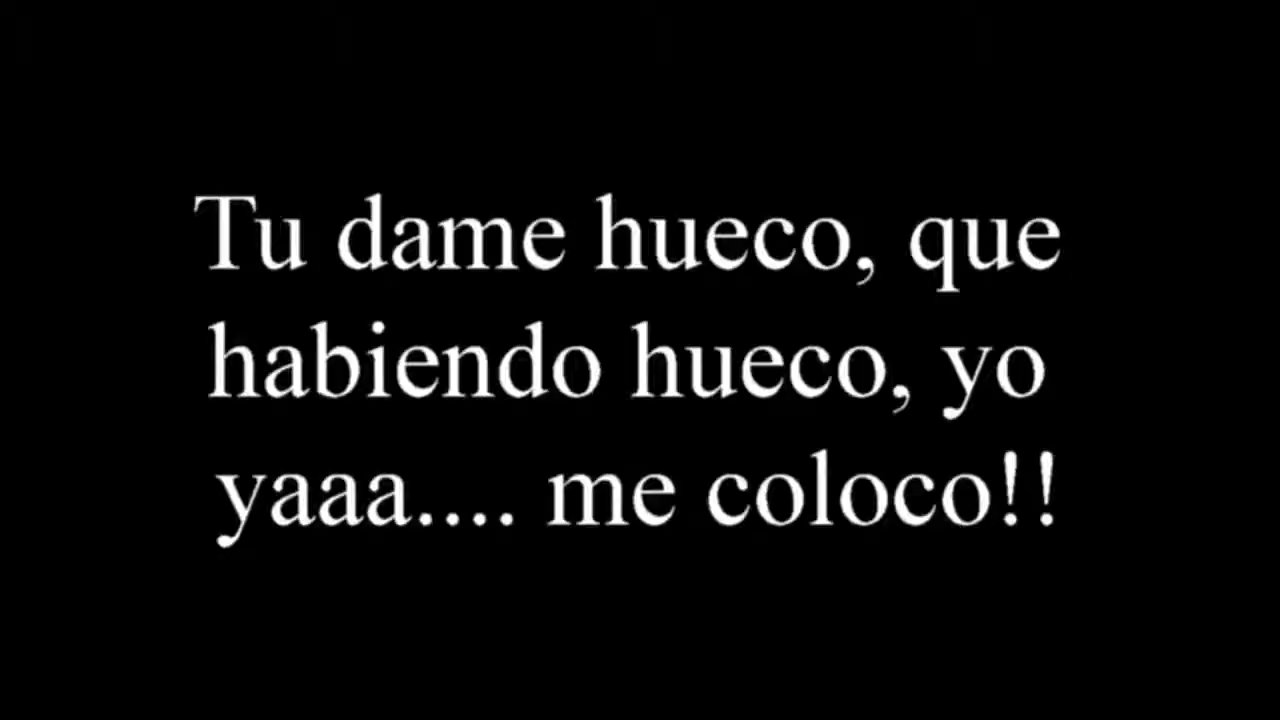 Tu dame hueco, que
habiendo hueco, yo
yaaa.... me coloco!!